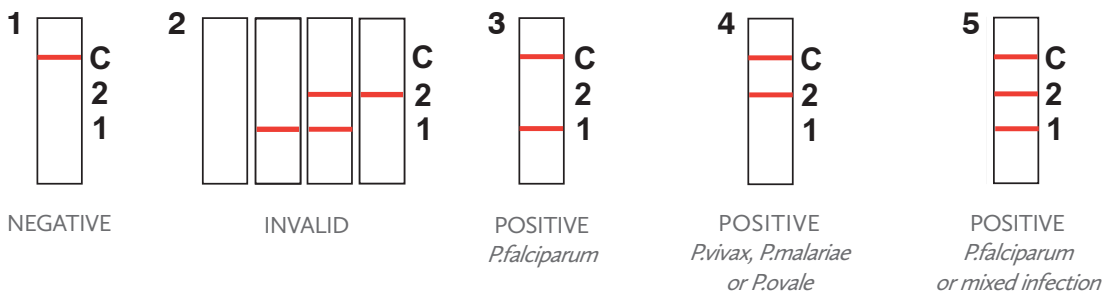 1
C
2
1
NEGATIVE
2
C
2
1
INVALID
3
C
2
1
POSITIVE
P.falciparum
4
C
2
1
POSITIVE
P.vivax, P.malariae
or P.ovale
5
C
2
1
POSITIVE
P.falciparum
or mixed infection